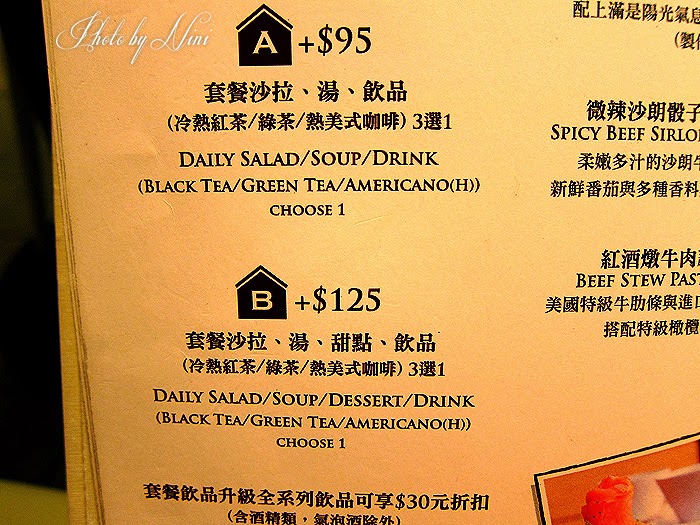 Photo by Nini
A +$95
套餐沙拉、湯、飲品
(冷熱紅茶/綠茶/熱美式咖啡) 3選1
DAILY SALAD/SOUP/DRINK
(BLACK TEA/GREEN TEA/AMERICANO(H))
CHOOSE 1
B +$125
套餐沙拉、湯、甜點、飲品
(冷熱紅茶/綠茶/熱美式咖啡) 3選1
DAILY SALAD/SOUP/DESSERT/DRINK
(BLACK TEA/GREEN TEA/AMERICANO(H))
CHOOSE 1
套餐飲品升級全系列飲品可享$30元折扣
(含酒精類，氣泡酒除外)
配上滿是陽光氣息
(製
微辣沙朗骰子
SPICY BEEF SIRLO
柔嫩多汁的沙朗牛
新鮮番茄與多種香料
紅酒燉牛肉
BEEF STEW PAST
美國特級牛肋條與進口
搭配特級橄欖